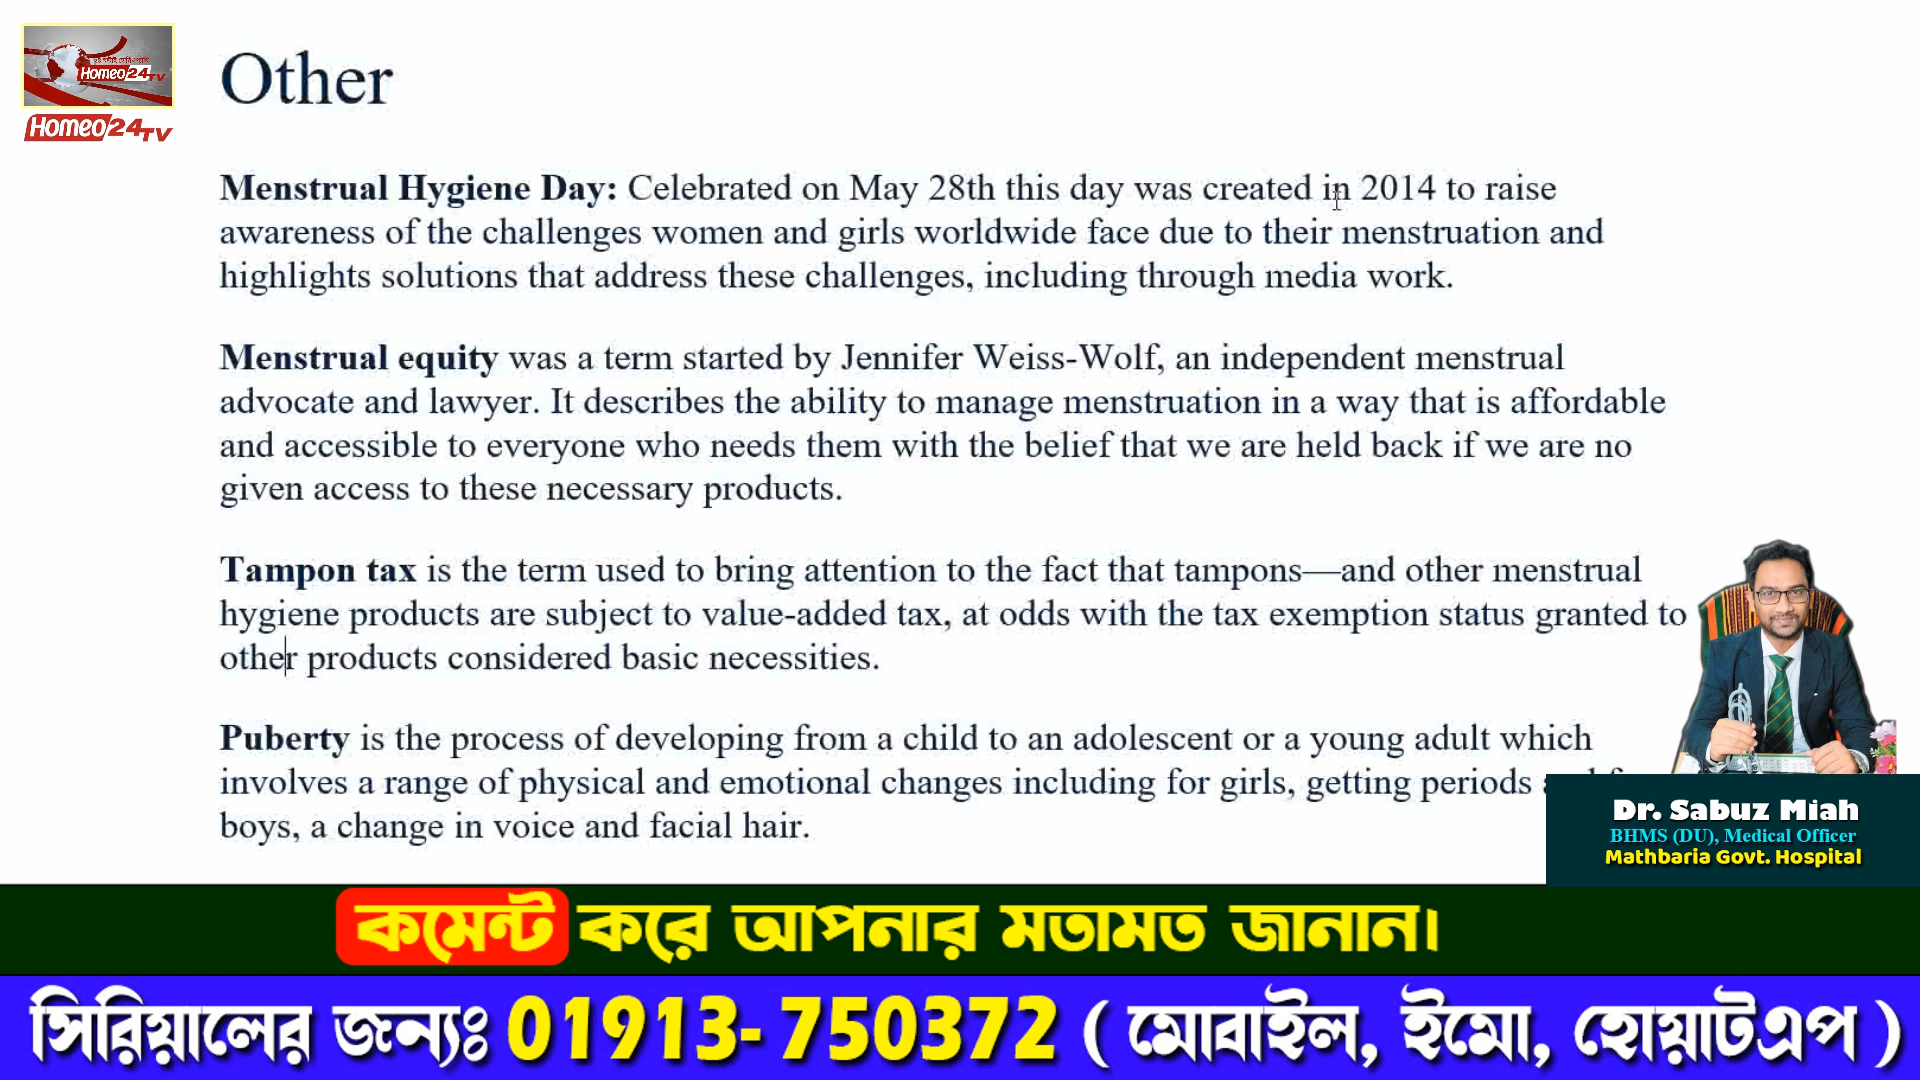 Homeo24TV
Homeo24TV
Other
Menstrual Hygiene Day: Celebrated on May 28th this day was created in 2014 to raise
awareness of the challenges women and girls worldwide face due to their menstruation and
highlights solutions that address these challenges, including through media work.
Menstrual equity was a term started by Jennifer Weiss-Wolf, an independent menstrual
advocate and lawyer. It describes the ability to manage menstruation in a way that is affordable
and accessible to everyone who needs them with the belief that we are held back if we are no
given access to these necessary products.
Tampon tax is the term used to bring attention to the fact that tampons—and other menstrual
hygiene products are subject to value-added tax, at odds with the tax exemption status granted to
other products considered basic necessities.
Puberty is the process of developing from a child to an adolescent or a young adult which
involves a range of physical and emotional changes including for girls, getting periods
boys, a change in voice and facial hair.
Dr. Sabuz Miah
BHMS (DU), Medical Officer
Mathbaria Govt. Hospital
কমেন্ট করে আপনার মতামত জানান।
সিরিয়ালের জন্যঃ 01913- 750372 ( মোবাইল, ইমো, হোয়াটএপ )